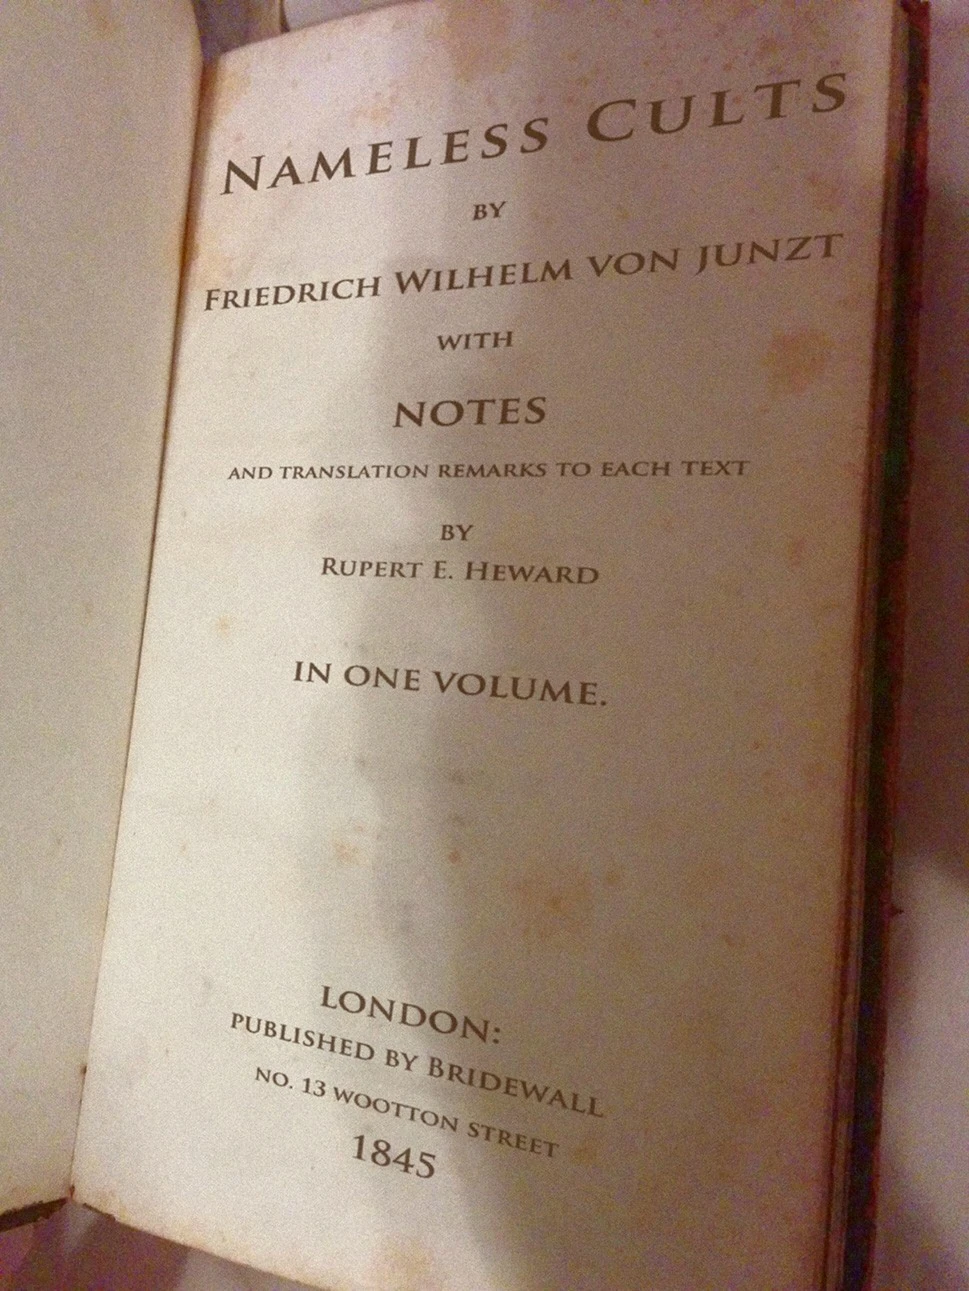 NAMELESS CULTS
BY
FRIEDRICH WILHELM VON JUNZT
WITH
NOTES
AND TRANSLATION REMARKS TO EACH TEXT
BY
RUPERT E. HEWARD
IN ONE VOLUME.
LONDON:
PUBLISHED BY BRIDEWALL
NO. 13 WOOTTON STREET
1845